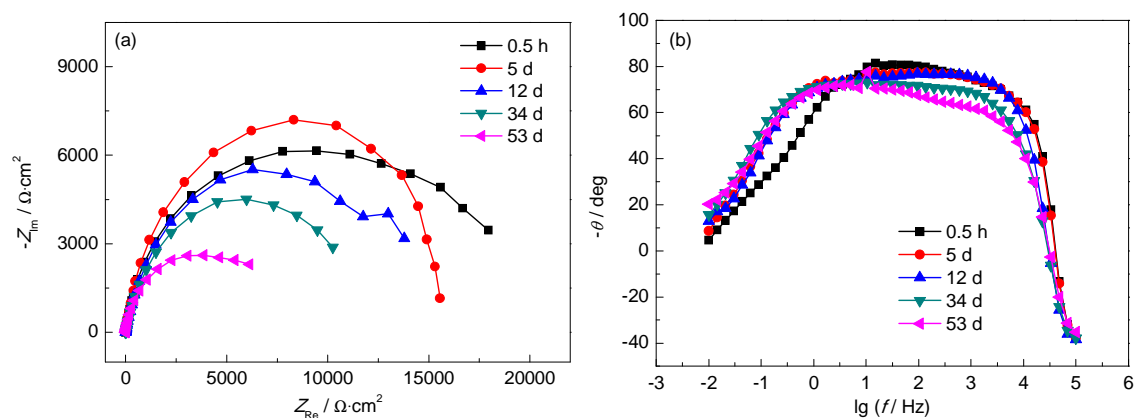 (a)
0.5 h
5 d
12 d
34 d
53 d
9000
6000
3000
0
-Z_Im / Ω·cm²
0 5000 10000 15000 20000
Z_Re / Ω·cm²
(b)
0.5 h
5 d
12 d
34 d
53 d
100
80
60
40
20
0
-20
-40
-θ / deg
-3 -2 -1 0 1 2 3 4 5 6
lg (f / Hz)